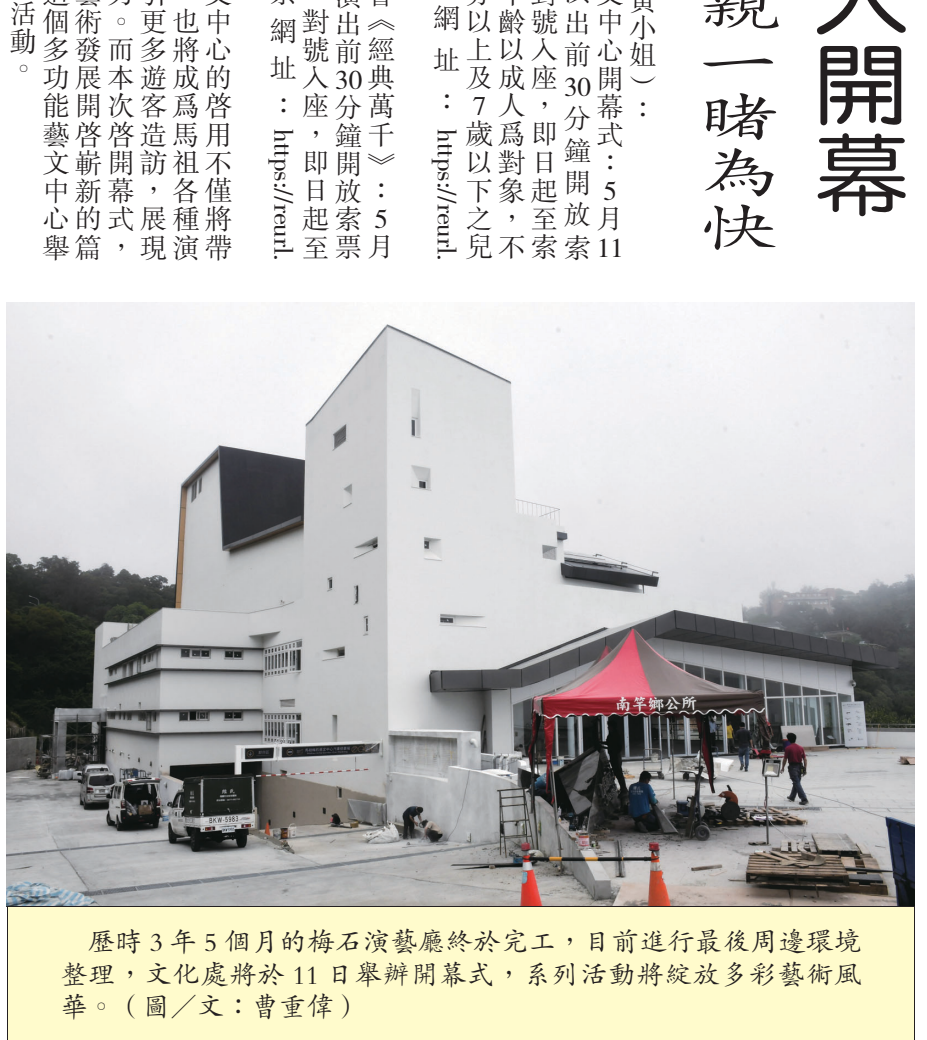 開幕
親一睹為快
黃小姐）：
文中心開幕式：5月11
出前30分鐘開放索
對號入座，即日起至索
年齡以成人爲對象，不
以上及7歲以下之兒
網址：https://reurl.
《經典萬千》：5月
演出前30分鐘開放索票
對號入座，即日起至
網址：https://reurl.
文中心的啓用不僅將帶
也將成爲馬祖各種演
引更多遊客造訪，展現
。而本次啓開幕式，
藝術發展開啓嶄新的篇
這個多功能藝文中心舉
活動。
南竿鄉公所
BKW-5983
歷時3年5個月的梅石演藝廳終於完工，目前進行最後周邊環境
整理，文化處將於11日舉辦開幕式，系列活動將綻放多彩藝術風
華。（圖／文：曹重偉）